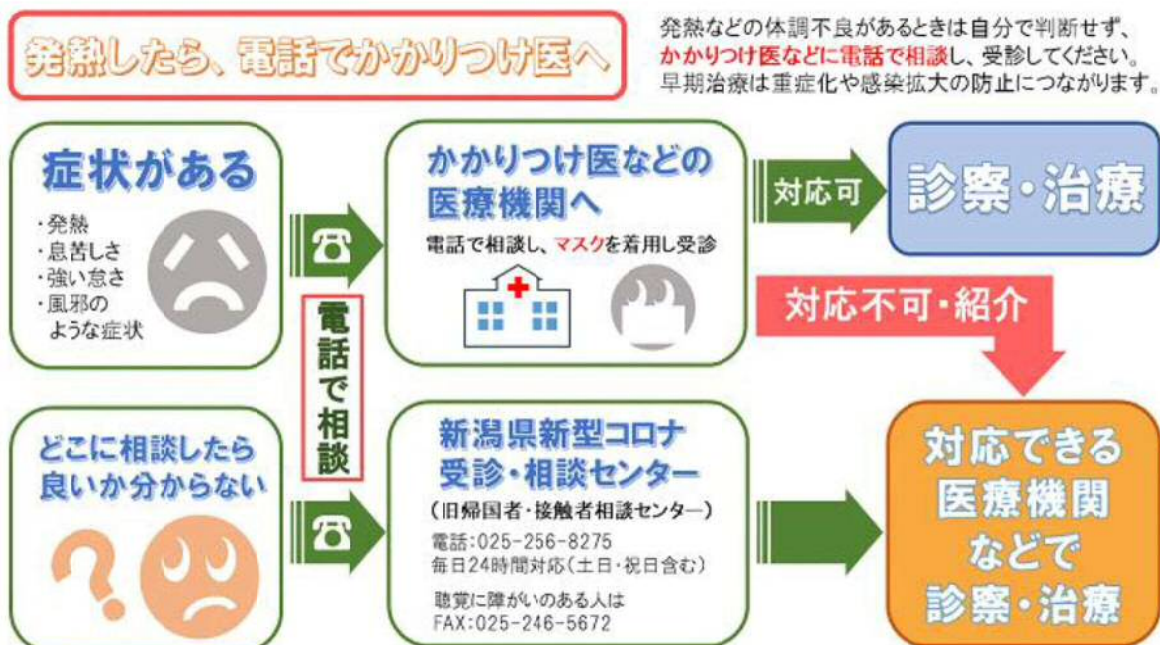 発熱したら、電話でかかりつけ医へ
発熱などの体調不良があるときは自分で判断せず、
かかりつけ医などに電話で相談し、受診してください。
早期治療は重症化や感染拡大の防止につながります。
症状がある
・発熱
・息苦しさ
・強い怠さ
・風邪の
ような症状
かかりつけ医などの
医療機関へ
電話で相談し、マスクを着用し受診
対応可
診察・治療
対応不可・紹介
電話で相談
どこに相談したら
良いか分からない
新潟県新型コロナ
受診・相談センター
(旧帰国者・接触者相談センター)
電話:025-256-8275
毎日24時間対応(土日・祝日含む)
聴覚に障がいのある人は
FAX:025-246-5672
対応できる
医療機関
などで
診察・治療